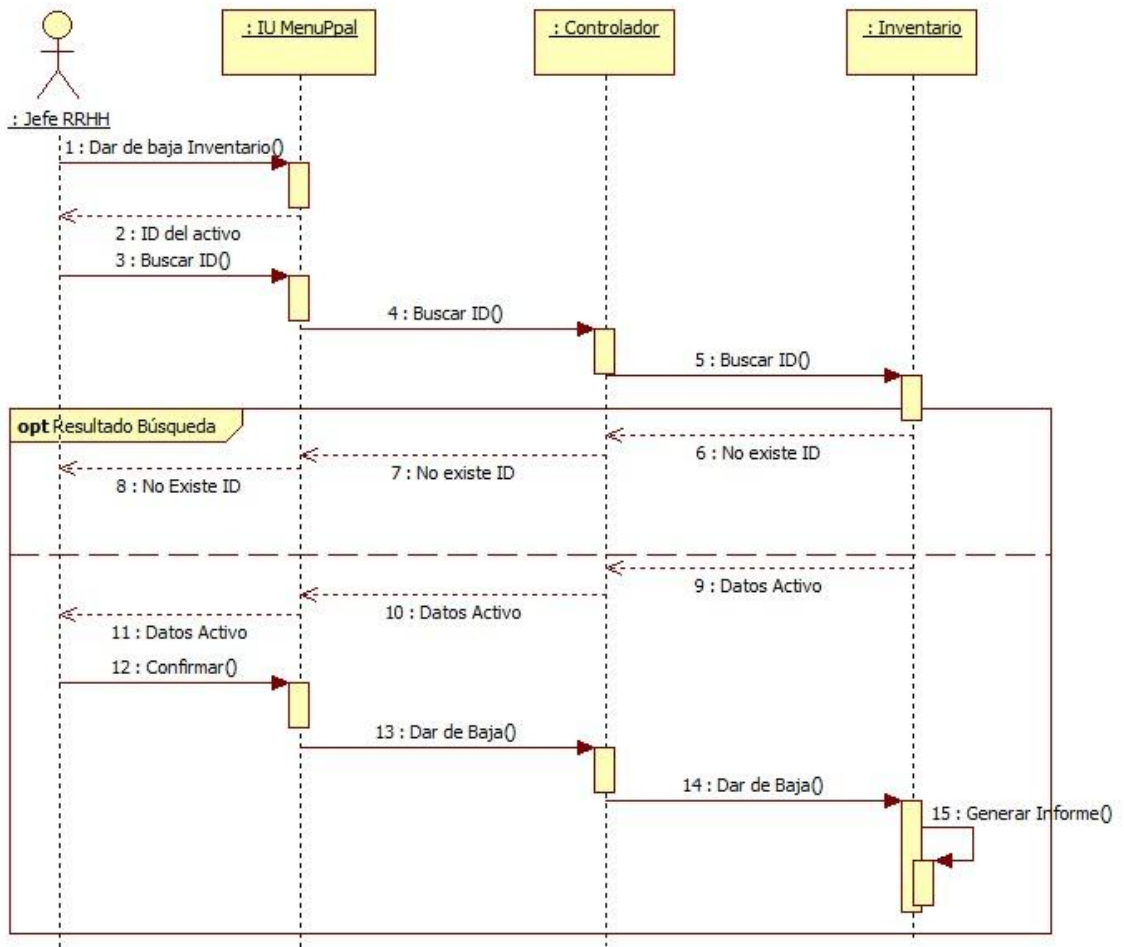 : IU MenuPpal
: Controlador
: Inventario
: Jefe RRHH
1 : Dar de baja Inventario()
2 : ID del activo
3 : Buscar ID()
4 : Buscar ID()
5 : Buscar ID()
opt Resultado Búsqueda
6 : No existe ID
7 : No existe ID
8 : No Existe ID
9 : Datos Activo
10 : Datos Activo
11 : Datos Activo
12 : Confirmar()
13 : Dar de Baja()
14 : Dar de Baja()
15 : Generar Informe()